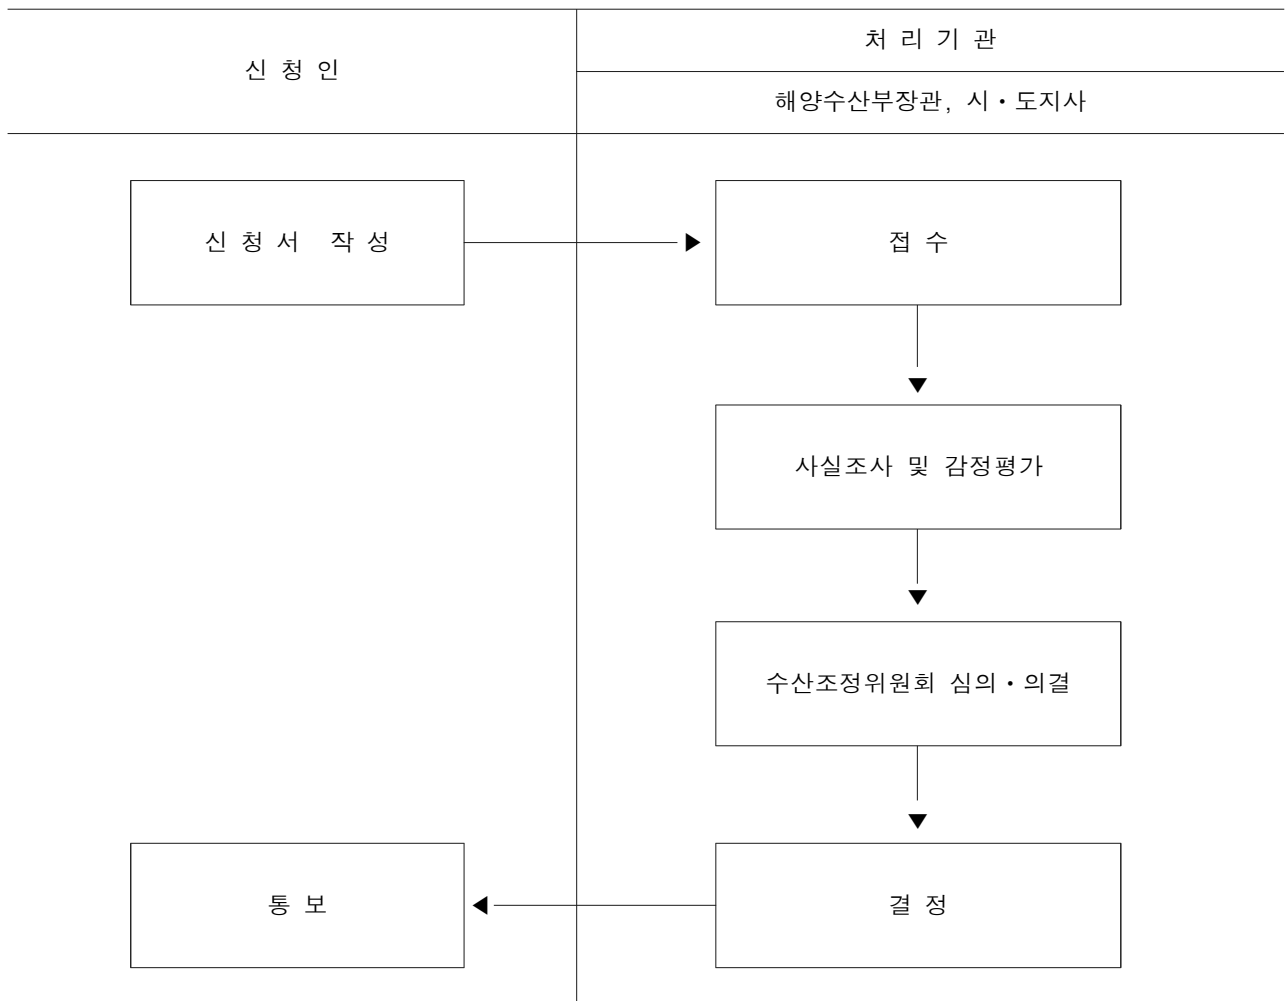 신 청 인
처 리 기 관
해양수산부장관, 시·도지사
신 청 서 작 성
접 수
사실조사 및 감정평가
수산조정위원회 심의·의결
통 보
결 정